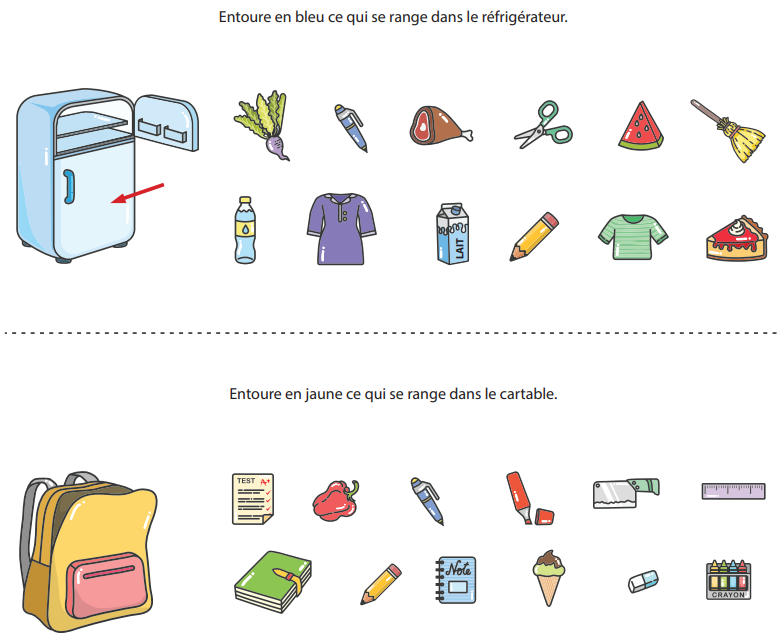 Entoure en bleu ce qui se range dans le réfrigérateur.
LAIT
Entoure en jaune ce qui se range dans le cartable.
TEST A+
Note
CRAYON